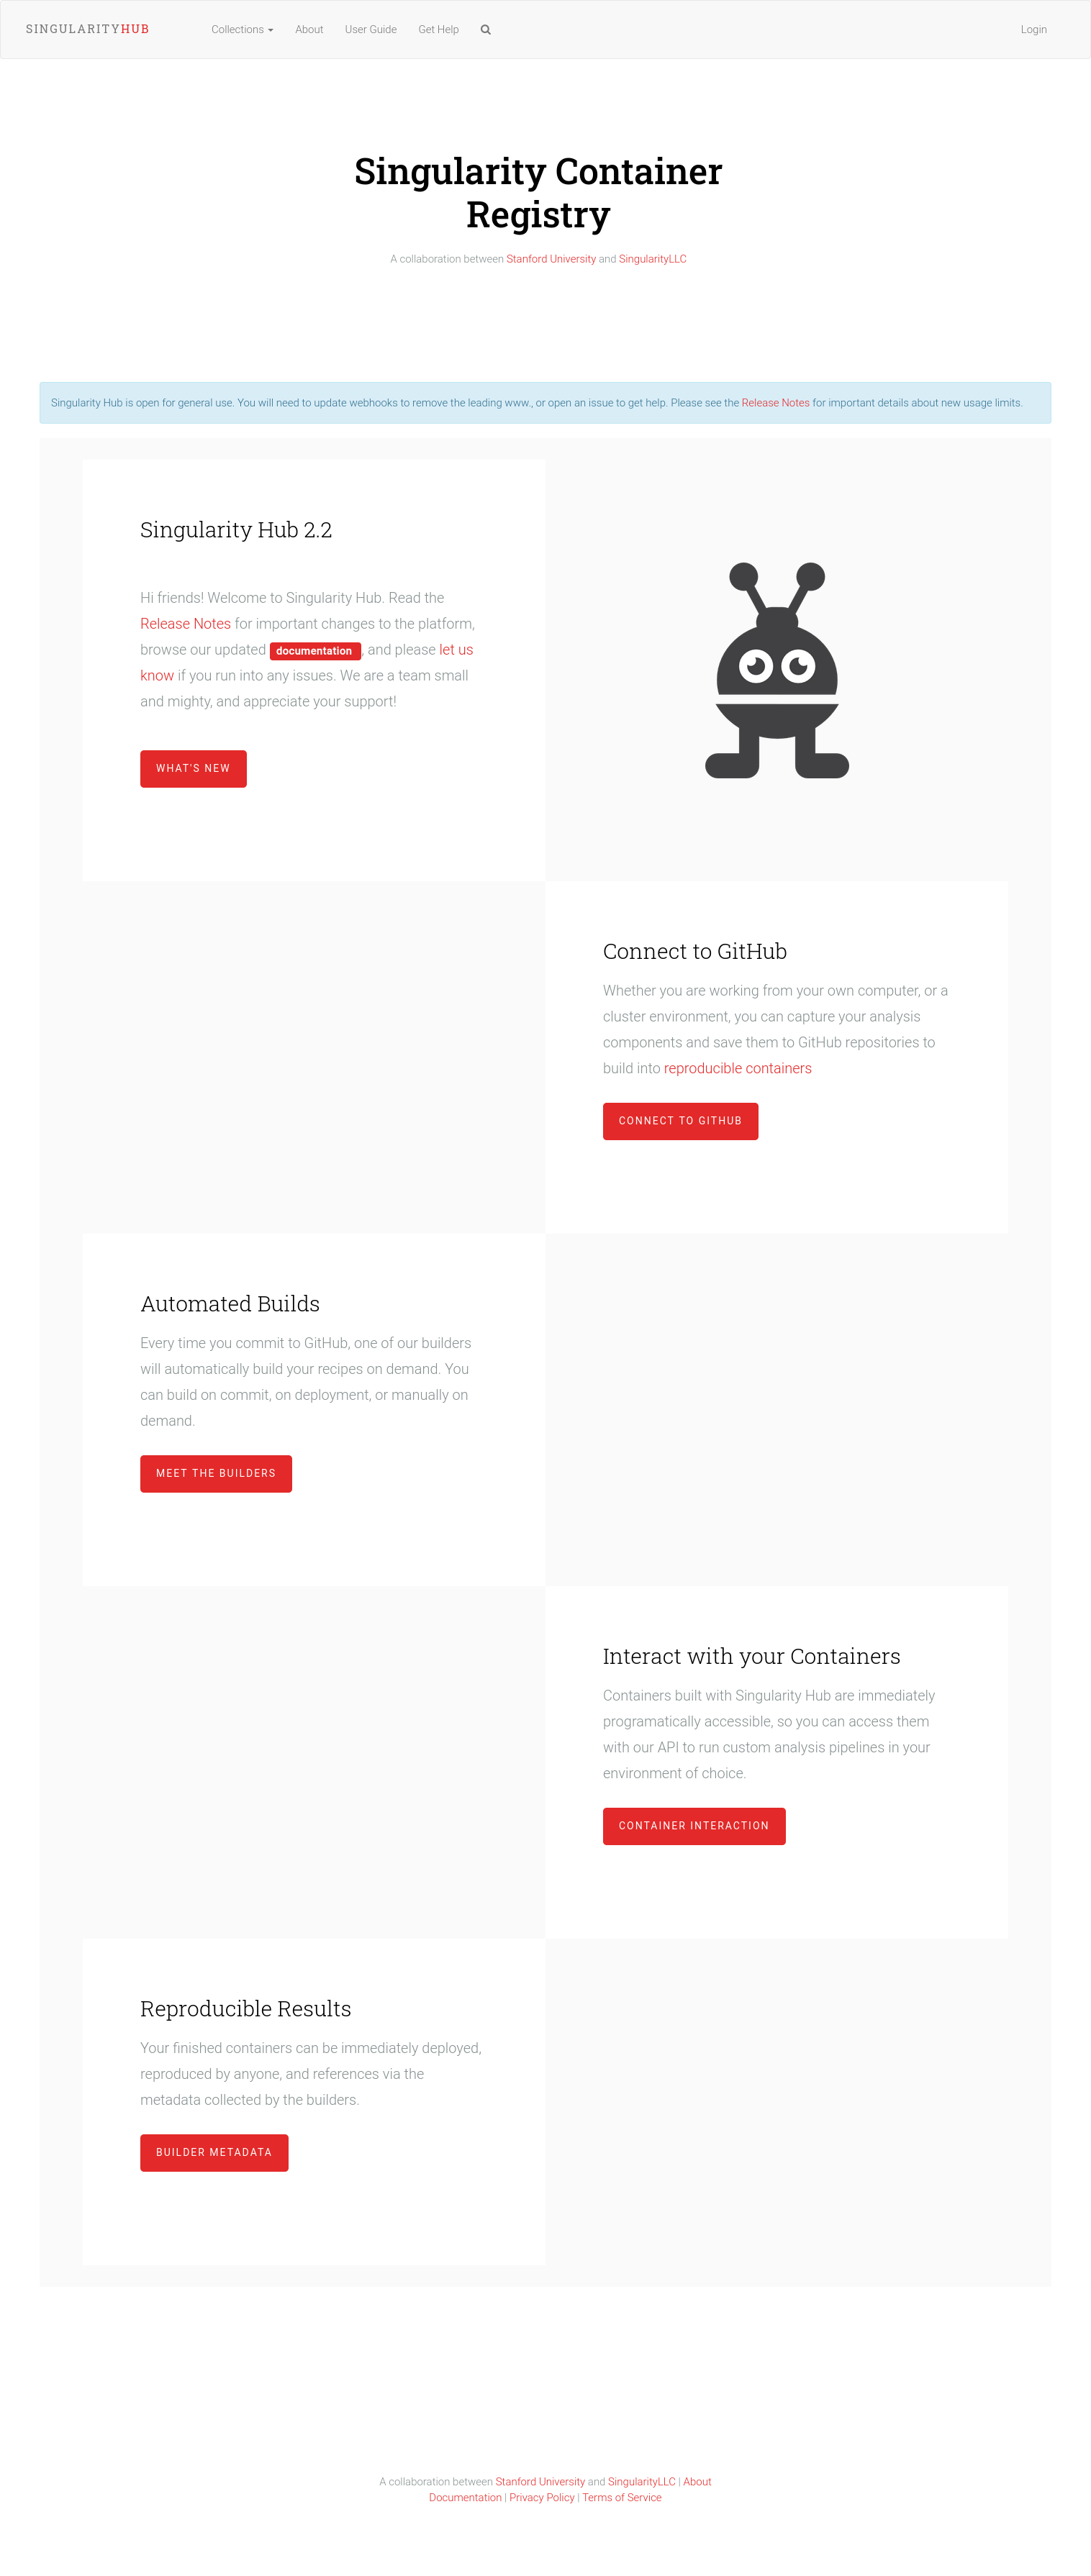 SINGULARITYHUB Collections About User Guide Get Help Login
Singularity Container
Registry
A collaboration between Stanford University and SingularityLLC
Singularity Hub is open for general use. You will need to update webhooks to remove the leading www., or open an issue to get help. Please see the Release Notes for important details about new usage limits.
Singularity Hub 2.2
Hi friends! Welcome to Singularity Hub. Read the
Release Notes for important changes to the platform,
browse our updated documentation, and please let us
know if you run into any issues. We are a team small
and mighty, and appreciate your support!
WHAT'S NEW
Connect to GitHub
Whether you are working from your own computer, or a
cluster environment, you can capture your analysis
components and save them to GitHub repositories to
build into reproducible containers
CONNECT TO GITHUB
Automated Builds
Every time you commit to GitHub, one of our builders
will automatically build your recipes on demand. You
can build on commit, on deployment, or manually on
demand.
MEET THE BUILDERS
Interact with your Containers
Containers built with Singularity Hub are immediately
programatically accessible, so you can access them
with our API to run custom analysis pipelines in your
environment of choice.
CONTAINER INTERACTION
Reproducible Results
Your finished containers can be immediately deployed,
reproduced by anyone, and references via the
metadata collected by the builders.
BUILDER METADATA
A collaboration between Stanford University and SingularityLLC | About
Documentation | Privacy Policy | Terms of Service